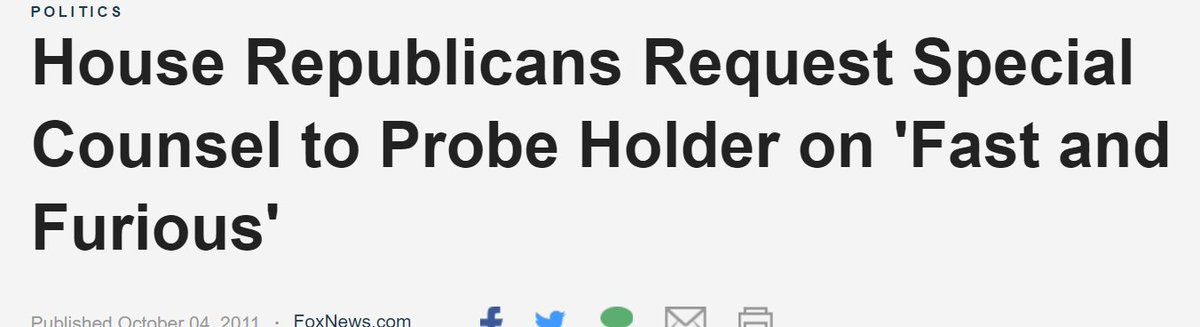 POLITICS
House Republicans Request Special
Counsel to Probe Holder on 'Fast and
Furious'
Published October 04, 2011 · FoxNews.com